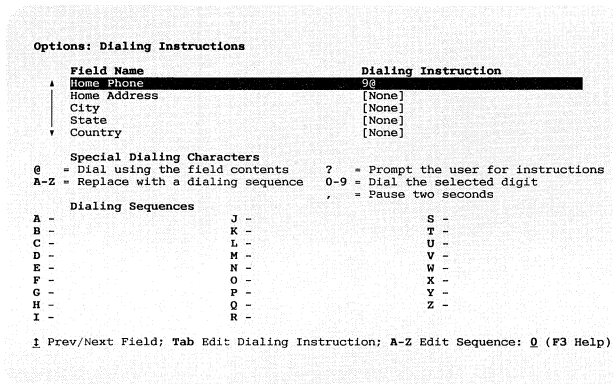 Options: Dialing Instructions
Field Name Dialing Instruction
Home Phone 9@
Home Address [None]
City [None]
State [None]
Country [None]
Special Dialing Characters
@ = Dial using the field contents ? = Prompt the user for instructions
A-Z = Replace with a dialing sequence 0-9 = Dial the selected digit
, = Pause two seconds
Dialing Sequences
A - J - S -
B - K - T -
C - L - U -
D - M - V -
E - N - W -
F - O - X -
G - P - Y -
H - Q - Z -
I - R -
↕ Prev/Next Field; Tab Edit Dialing Instruction; A-Z Edit Sequence: 0 (F3 Help)